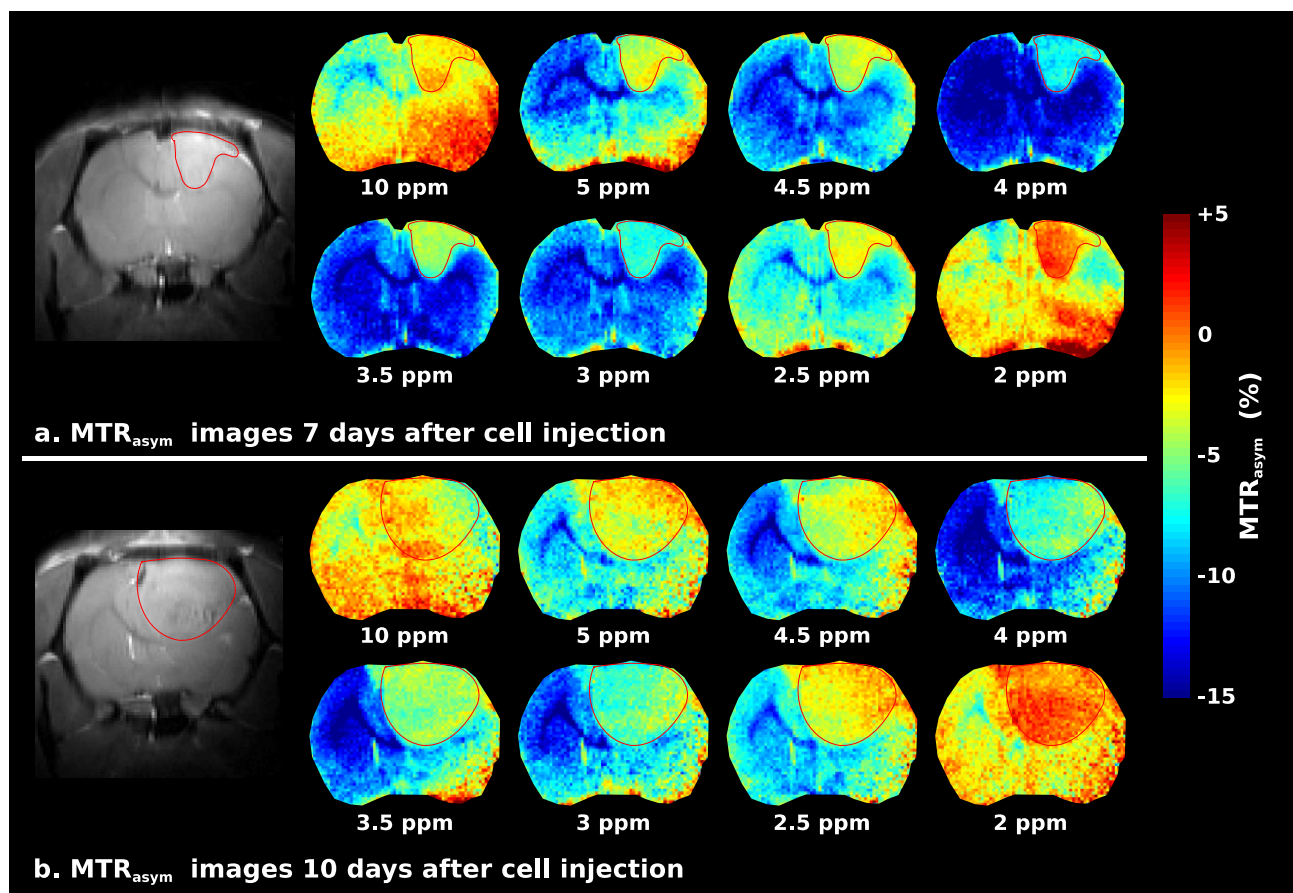 10 ppm 5 ppm 4.5 ppm 4 ppm
3.5 ppm 3 ppm 2.5 ppm 2 ppm
a. MTRasym images 7 days after cell injection
10 ppm 5 ppm 4.5 ppm 4 ppm
3.5 ppm 3 ppm 2.5 ppm 2 ppm
b. MTRasym images 10 days after cell injection
+5
0
-5
-10
-15
MTRasym (%)